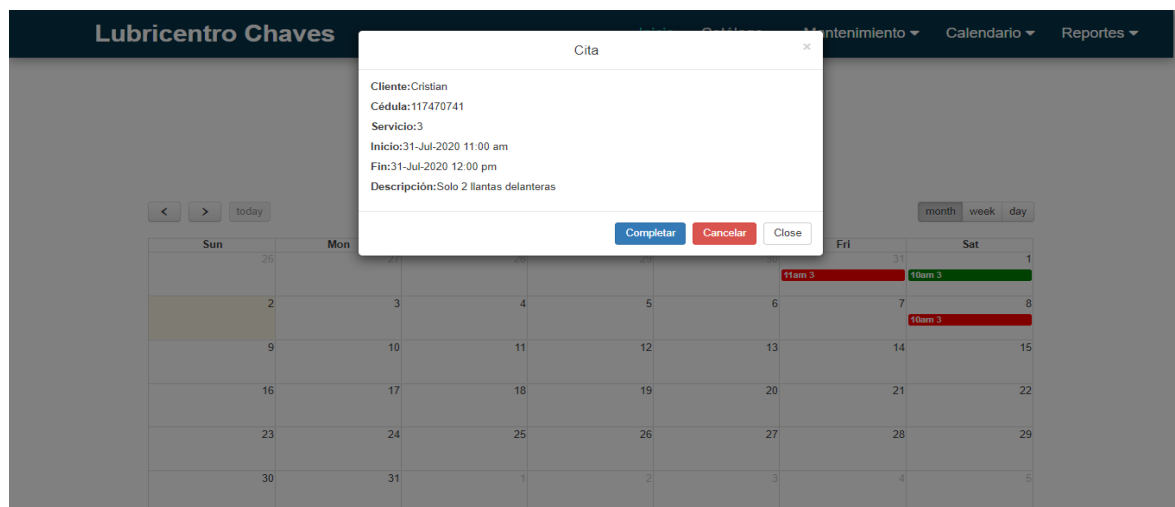 Lubricentro Chaves
Mantenimiento Calendario Reportes
Cita
×
Cliente:Cristian
Cédula:117470741
Servicio:3
Inicio:31-Jul-2020 11:00 am
Fin:31-Jul-2020 12:00 pm
Descripción:Solo 2 llantas delanteras
Completar Cancelar Close
< > today
month week day
Sun Mon Fri Sat
26 27 28 29 30 31 1
11am 3 10am 3
2 3 4 5 6 7 8
10am 3
9 10 11 12 13 14 15
16 17 18 19 20 21 22
23 24 25 26 27 28 29
30 31 1 2 3 4 5